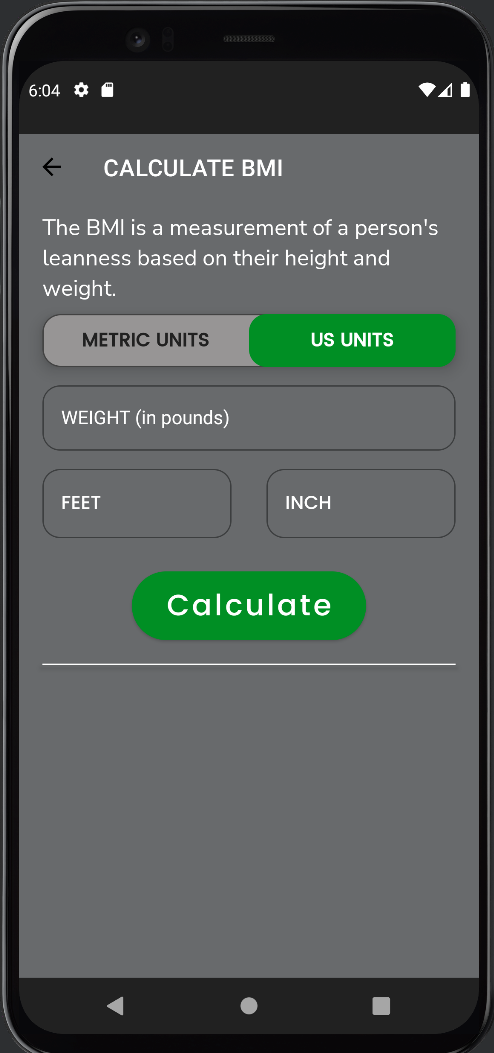 6:04
CALCULATE BMI
The BMI is a measurement of a person's
leanness based on their height and
weight.
METRIC UNITS
US UNITS
WEIGHT (in pounds)
FEET
INCH
Calculate